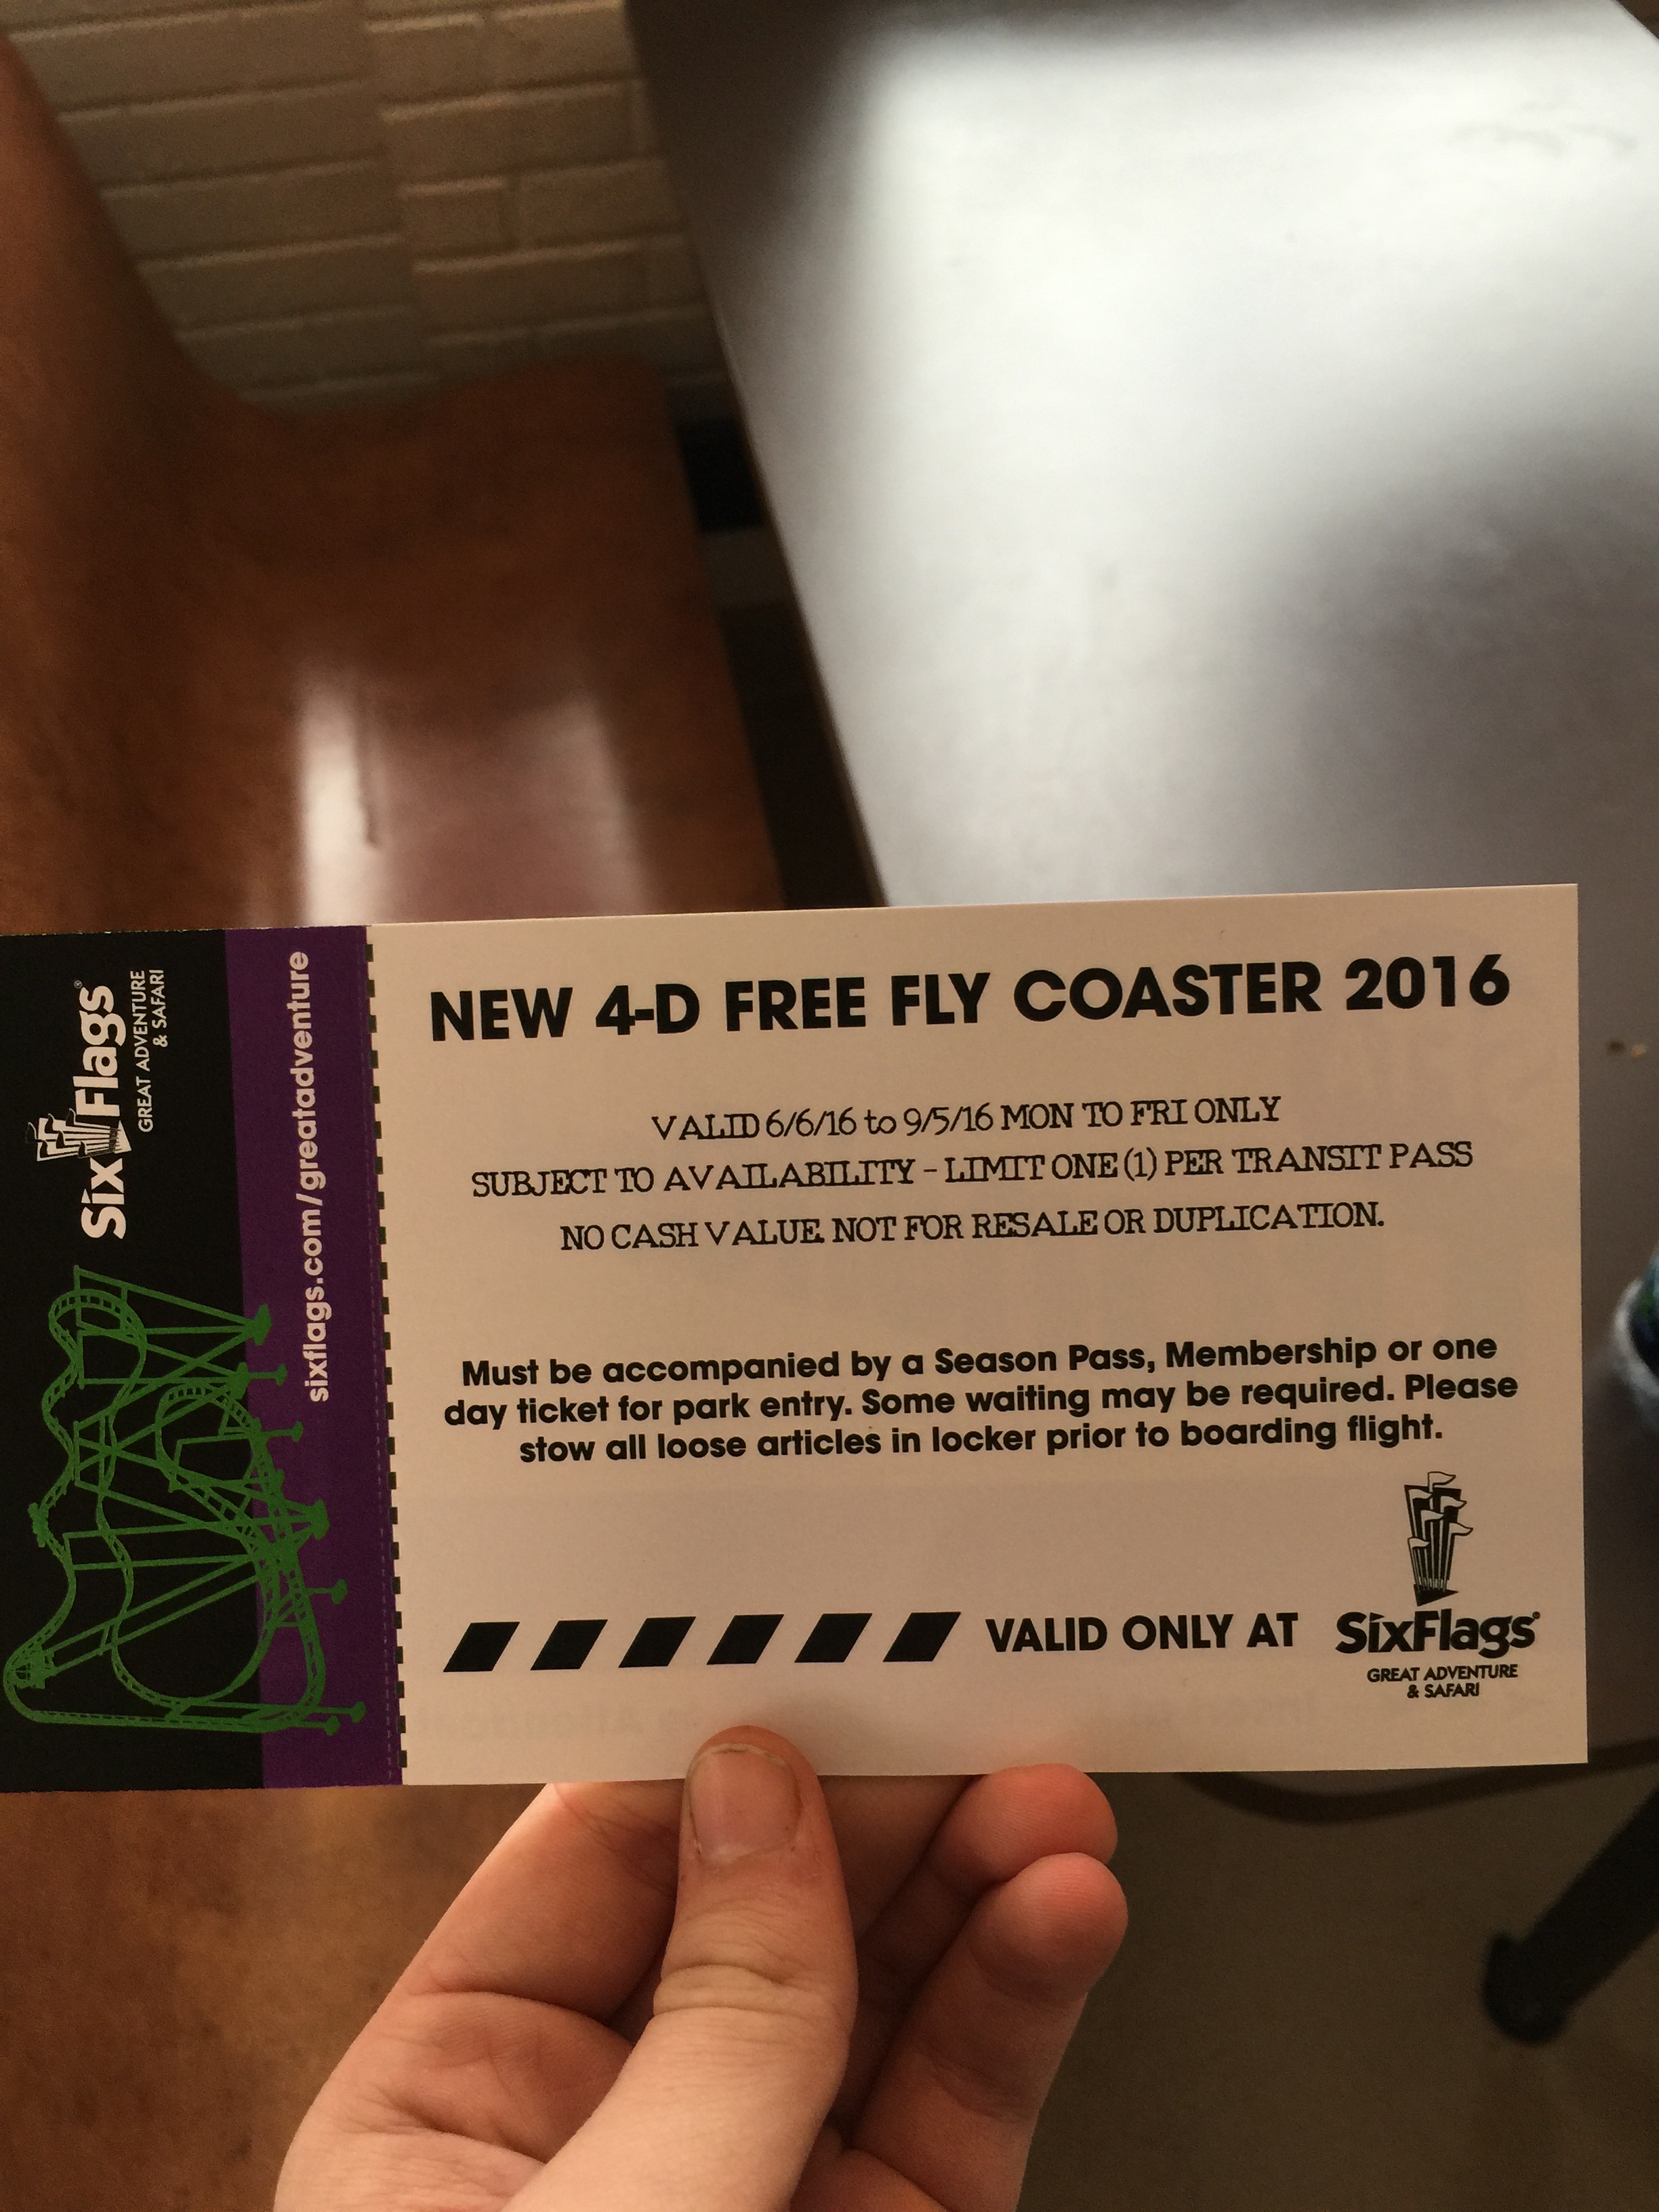 SixFlags®
GREAT ADVENTURE
& SAFARI
sixflags.com/greatadventure
NEW 4-D FREE FLY COASTER 2016
VALID 6/6/16 to 9/5/16 MON TO FRI ONLY
SUBJECT TO AVAILABILITY - LIMIT ONE (1) PER TRANSIT PASS
NO CASH VALUE. NOT FOR RESALE OR DUPLICATION.
Must be accompanied by a Season Pass, Membership or one
day ticket for park entry. Some waiting may be required. Please
stow all loose articles in locker prior to boarding flight.
VALID ONLY AT
SixFlags®
GREAT ADVENTURE
& SAFARI